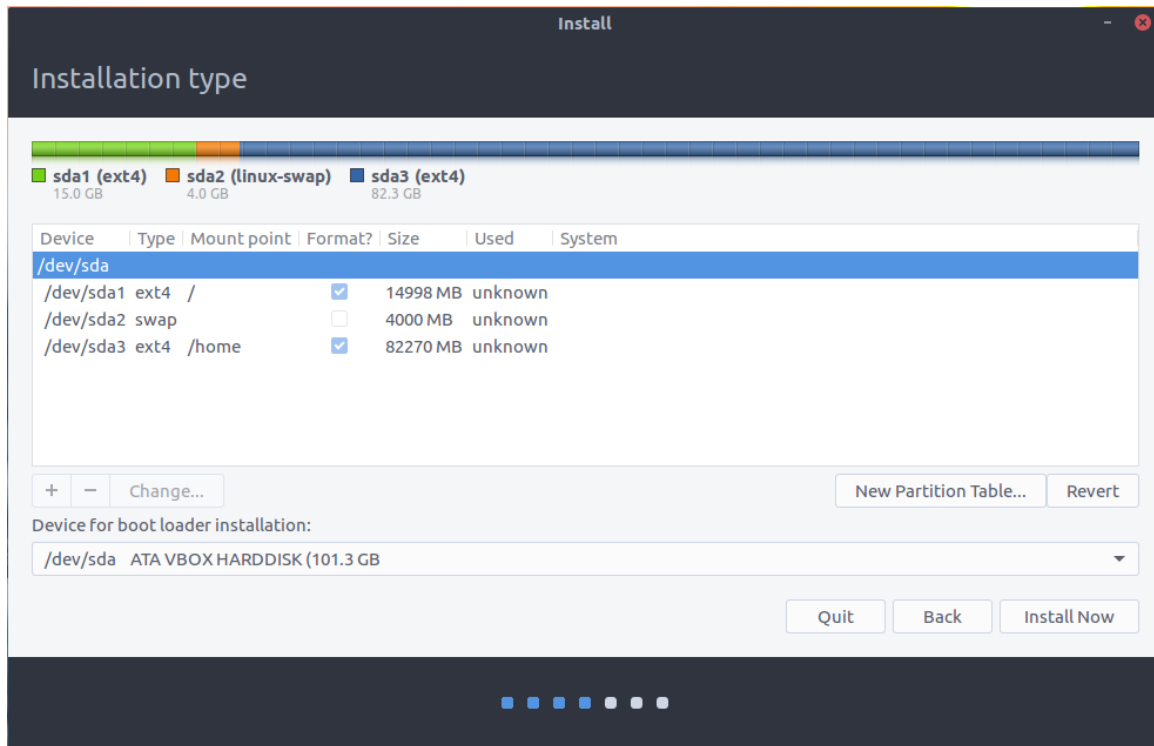 Install
Installation type
sda1 (ext4) sda2 (linux-swap) sda3 (ext4)
15.0 GB 4.0 GB 82.3 GB
Device Type Mount point Format? Size Used System
/dev/sda
/dev/sda1 ext4 / 14998 MB unknown
/dev/sda2 swap 4000 MB unknown
/dev/sda3 ext4 /home 82270 MB unknown
+ − Change... New Partition Table... Revert
Device for boot loader installation:
/dev/sda ATA VBOX HARDDISK (101.3 GB
Quit Back Install Now